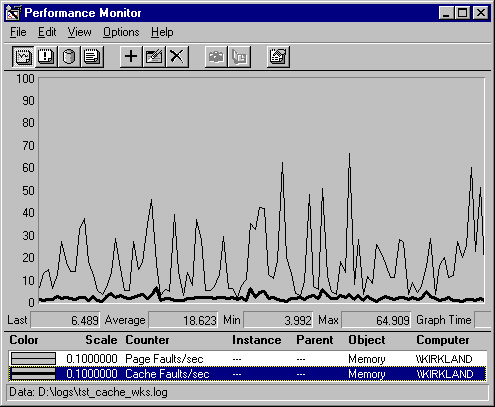 Performance Monitor
File Edit View Options Help
100
90
80
70
60
50
40
30
20
10
0
Last 6.489 Average 18.623 Min 3.992 Max 64.909 Graph Time
Color Scale Counter Instance Parent Object Computer
0.1000000 Page Faults/sec --- --- Memory \\KIRKLAND
0.1000000 Cache Faults/sec --- --- Memory \\KIRKLAND
Data: D:\logs\tst_cache_wks.log